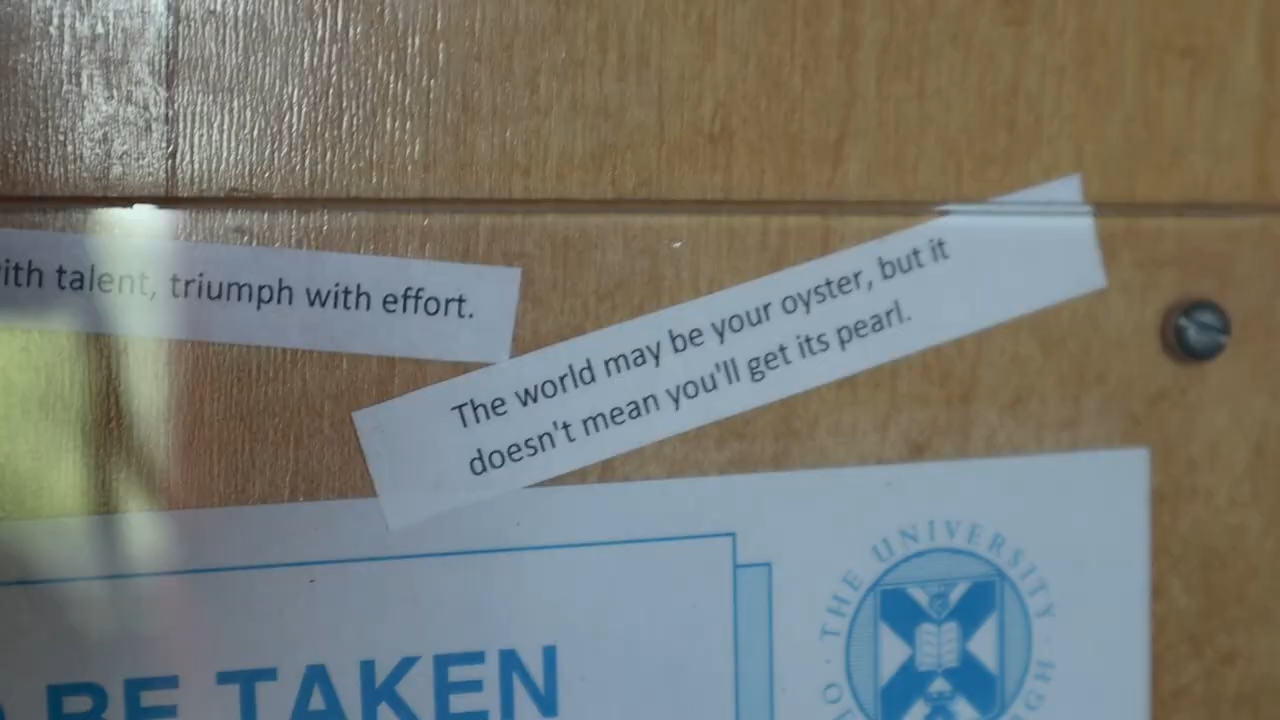 talent, triumph with effort.
The world may be your oyster, but it
doesn't mean you'll get its pearl.
BE TAKEN
THE UNIVERSITY